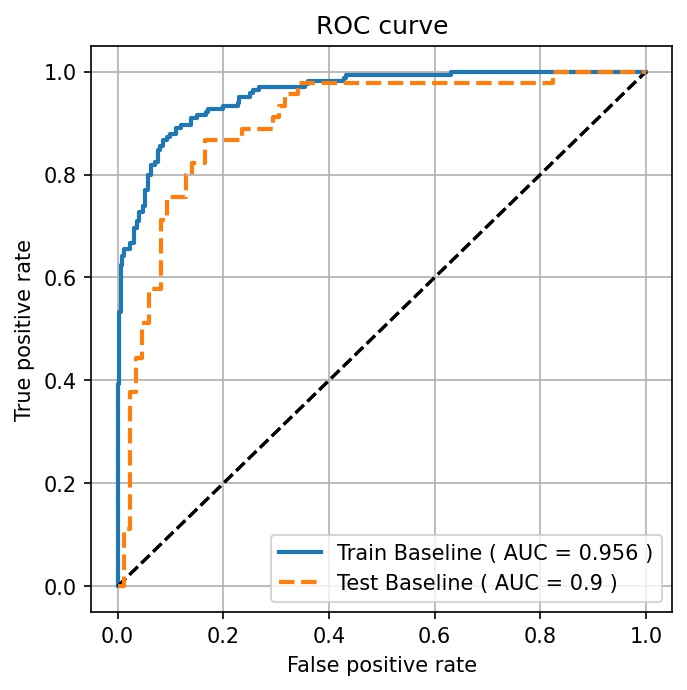 ROC curve
True positive rate
1.0
0.8
0.6
0.4
0.2
0.0
Train Baseline ( AUC = 0.956 )
Test Baseline ( AUC = 0.9 )
0.0 0.2 0.4 0.6 0.8 1.0
False positive rate